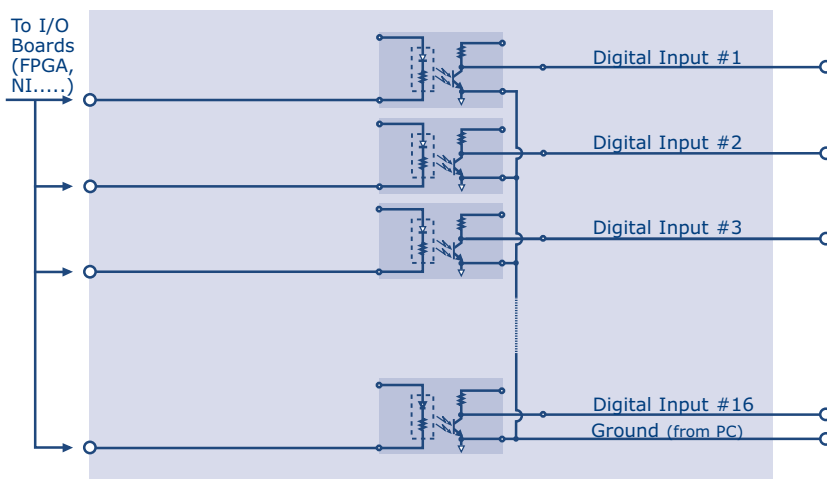 To I/O
Boards
(FPGA,
NI.....)
Digital Input #1
Digital Input #2
Digital Input #3
Digital Input #16
Ground (from PC)